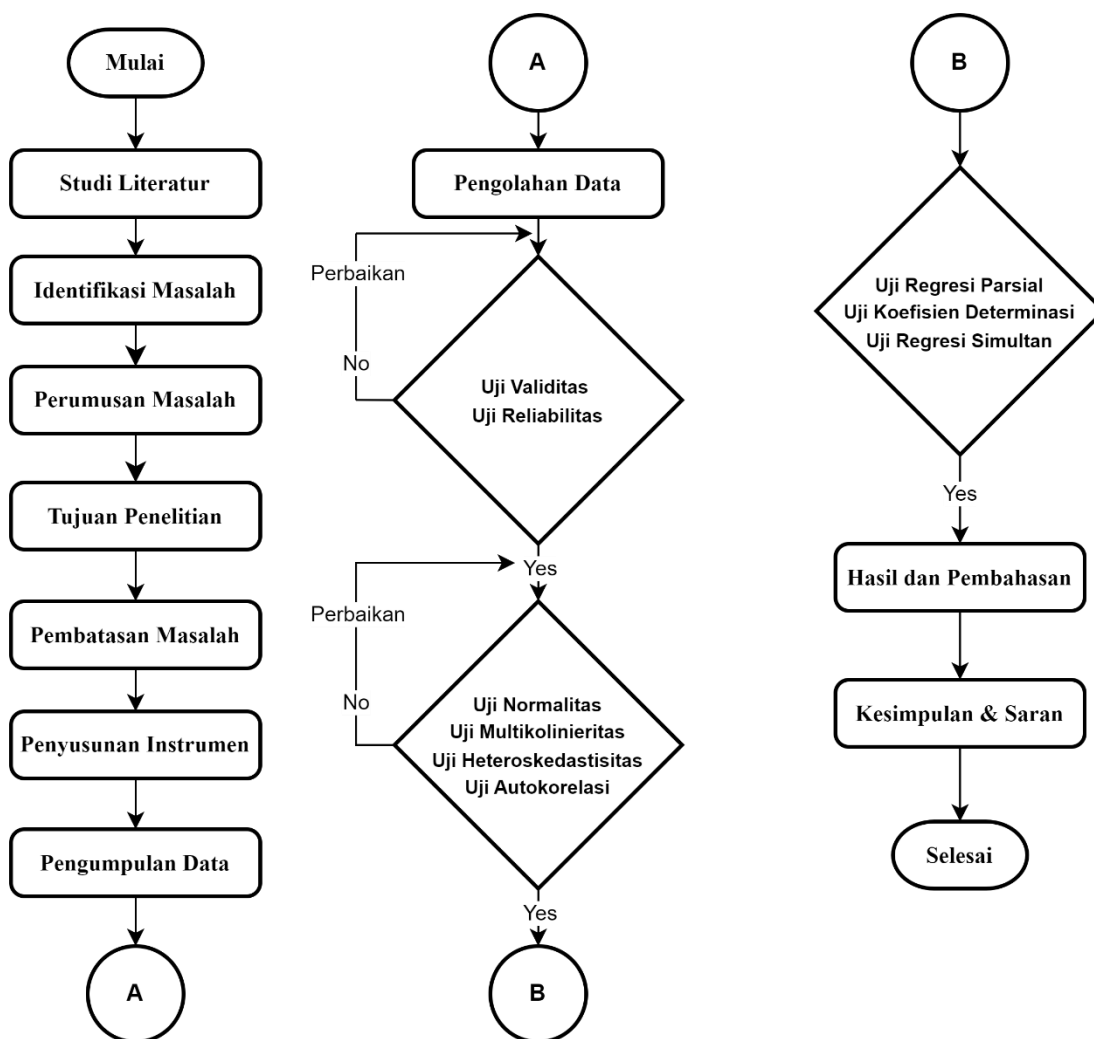 Mulai
Studi Literatur
Identifikasi Masalah
Perumusan Masalah
Tujuan Penelitian
Pembatasan Masalah
Penyusunan Instrumen
Pengumpulan Data
A
A
Pengolahan Data
Perbaikan
No
Uji Validitas
Uji Reliabilitas
Yes
Perbaikan
No
Uji Normalitas
Uji Multikolinieritas
Uji Heteroskedastisitas
Uji Autokorelasi
Yes
B
B
Uji Regresi Parsial
Uji Koefisien Determinasi
Uji Regresi Simultan
Yes
Hasil dan Pembahasan
Kesimpulan & Saran
Selesai